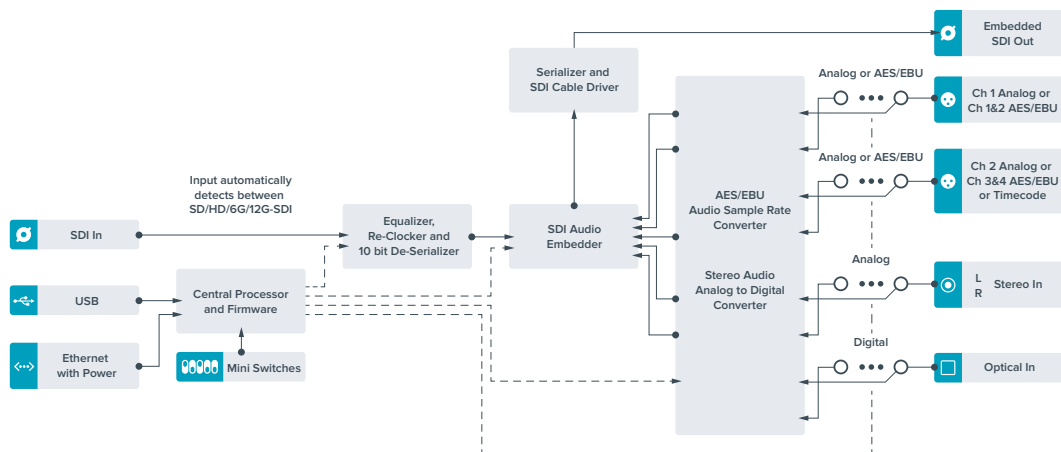 Embedded
SDI Out
Serializer and
SDI Cable Driver
Analog or AES/EBU
Ch 1 Analog or
Ch 1&2 AES/EBU
Analog or AES/EBU
Ch 2 Analog or
Ch 3&4 AES/EBU
or Timecode
Input automatically
detects between
SD/HD/6G/12G-SDI
AES/EBU
Audio Sample Rate
Converter
SDI In
Equalizer,
Re-Clocker and
10 bit De-Serializer
SDI Audio
Embedder
Analog
Stereo Audio
Analog to Digital
Converter
L
R
Stereo In
USB
Central Processor
and Firmware
Digital
Ethernet
with Power
Mini Switches
Optical In